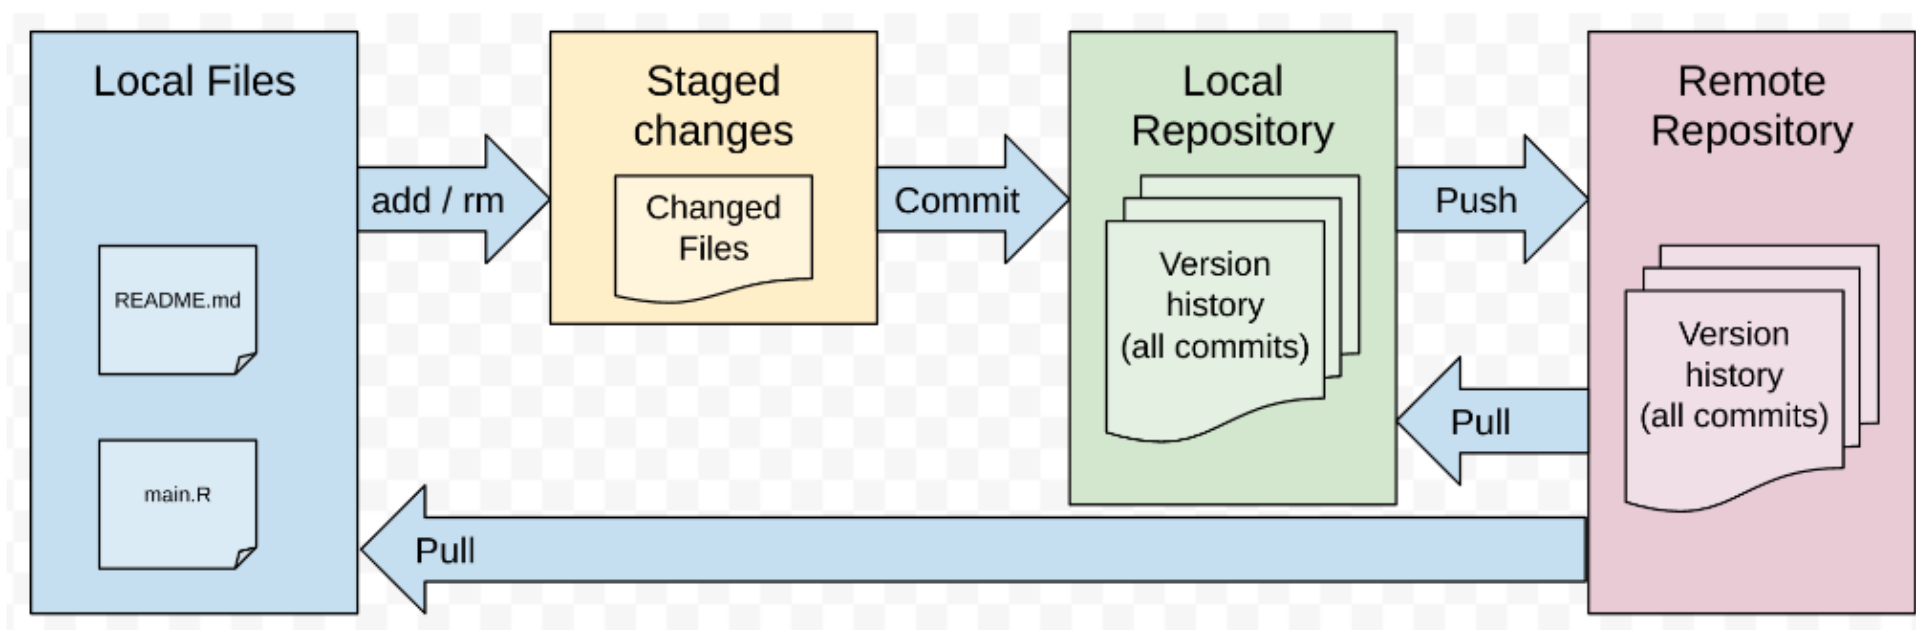 Local Files
README.md
main.R
add / rm
Staged
changes
Changed
Files
Commit
Local
Repository
Version
history
(all commits)
Push
Pull
Remote
Repository
Version
history
(all commits)
Pull